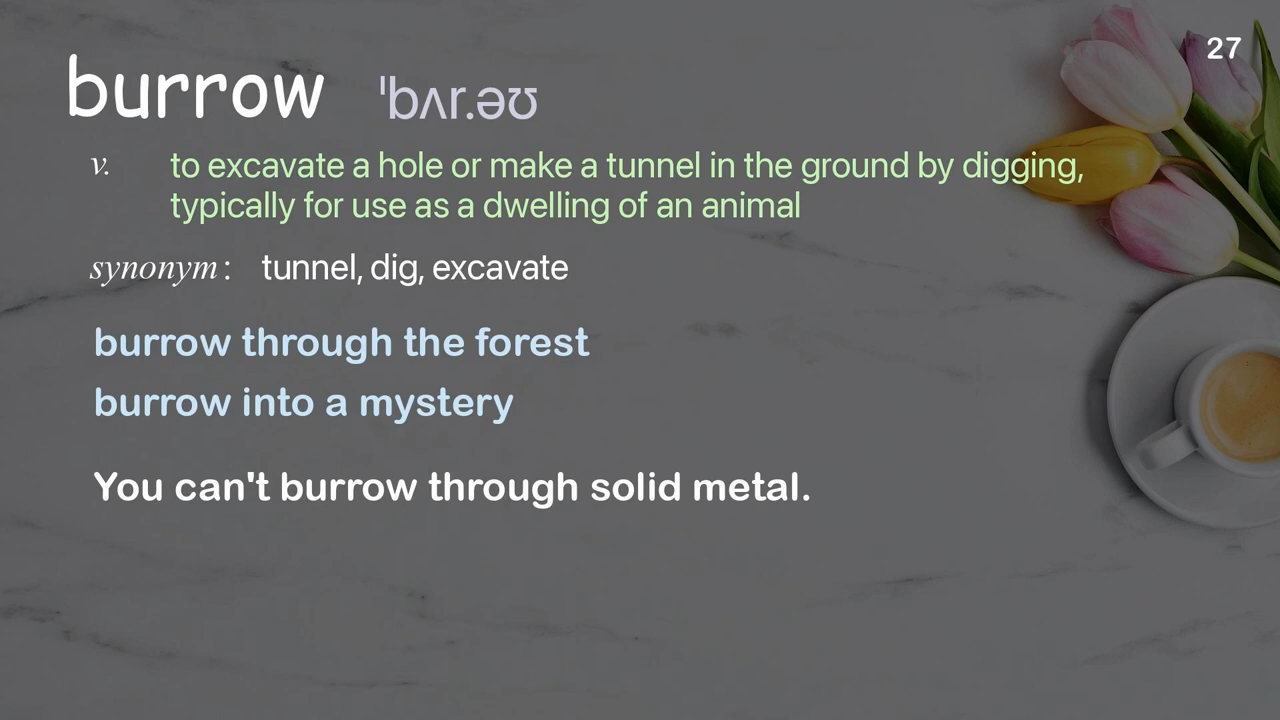 27
burrow ˈbʌr.əʊ
v. to excavate a hole or make a tunnel in the ground by digging,
typically for use as a dwelling of an animal
synonym: tunnel, dig, excavate
burrow through the forest
burrow into a mystery
You can't burrow through solid metal.